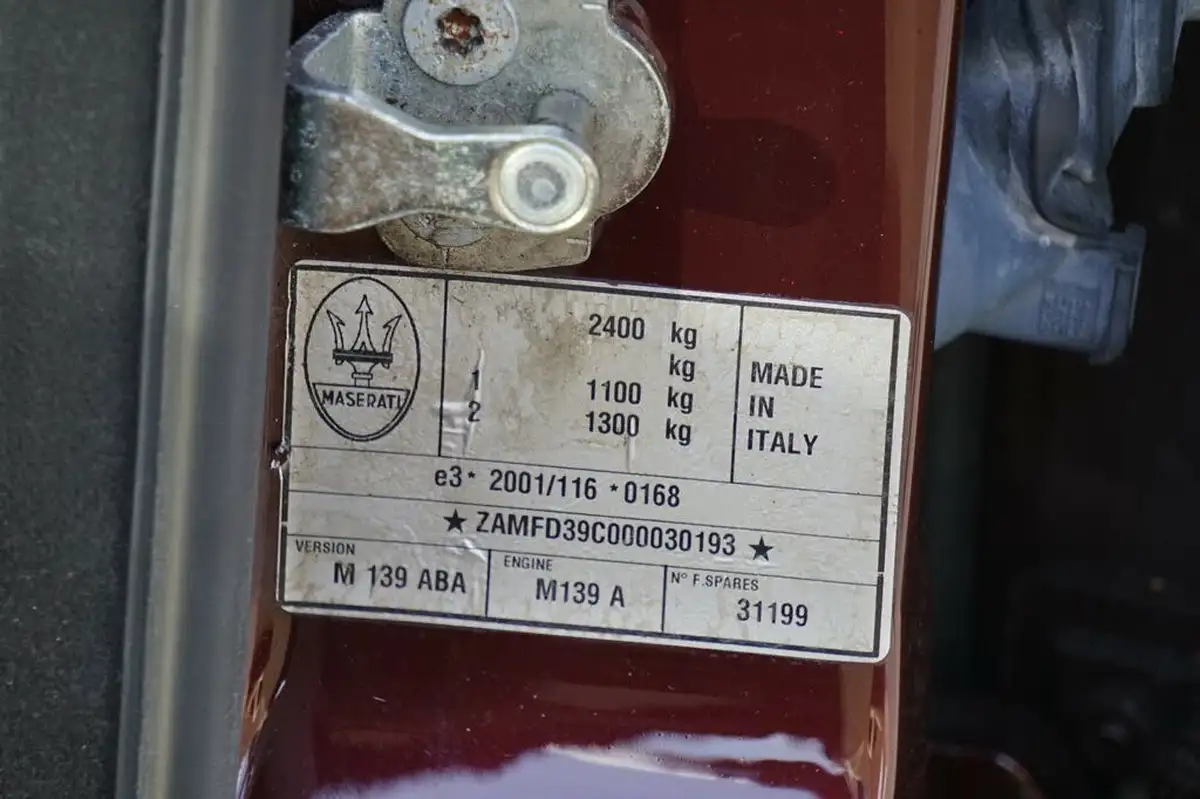 MASERATI
2400 kg
kg
1 1100 kg
2 1300 kg
MADE
IN
ITALY
e3* 2001/116 *0168
★ ZAMFD39C000030193 ★
VERSION
M 139 ABA
ENGINE
M139 A
N° F.SPARES
31199